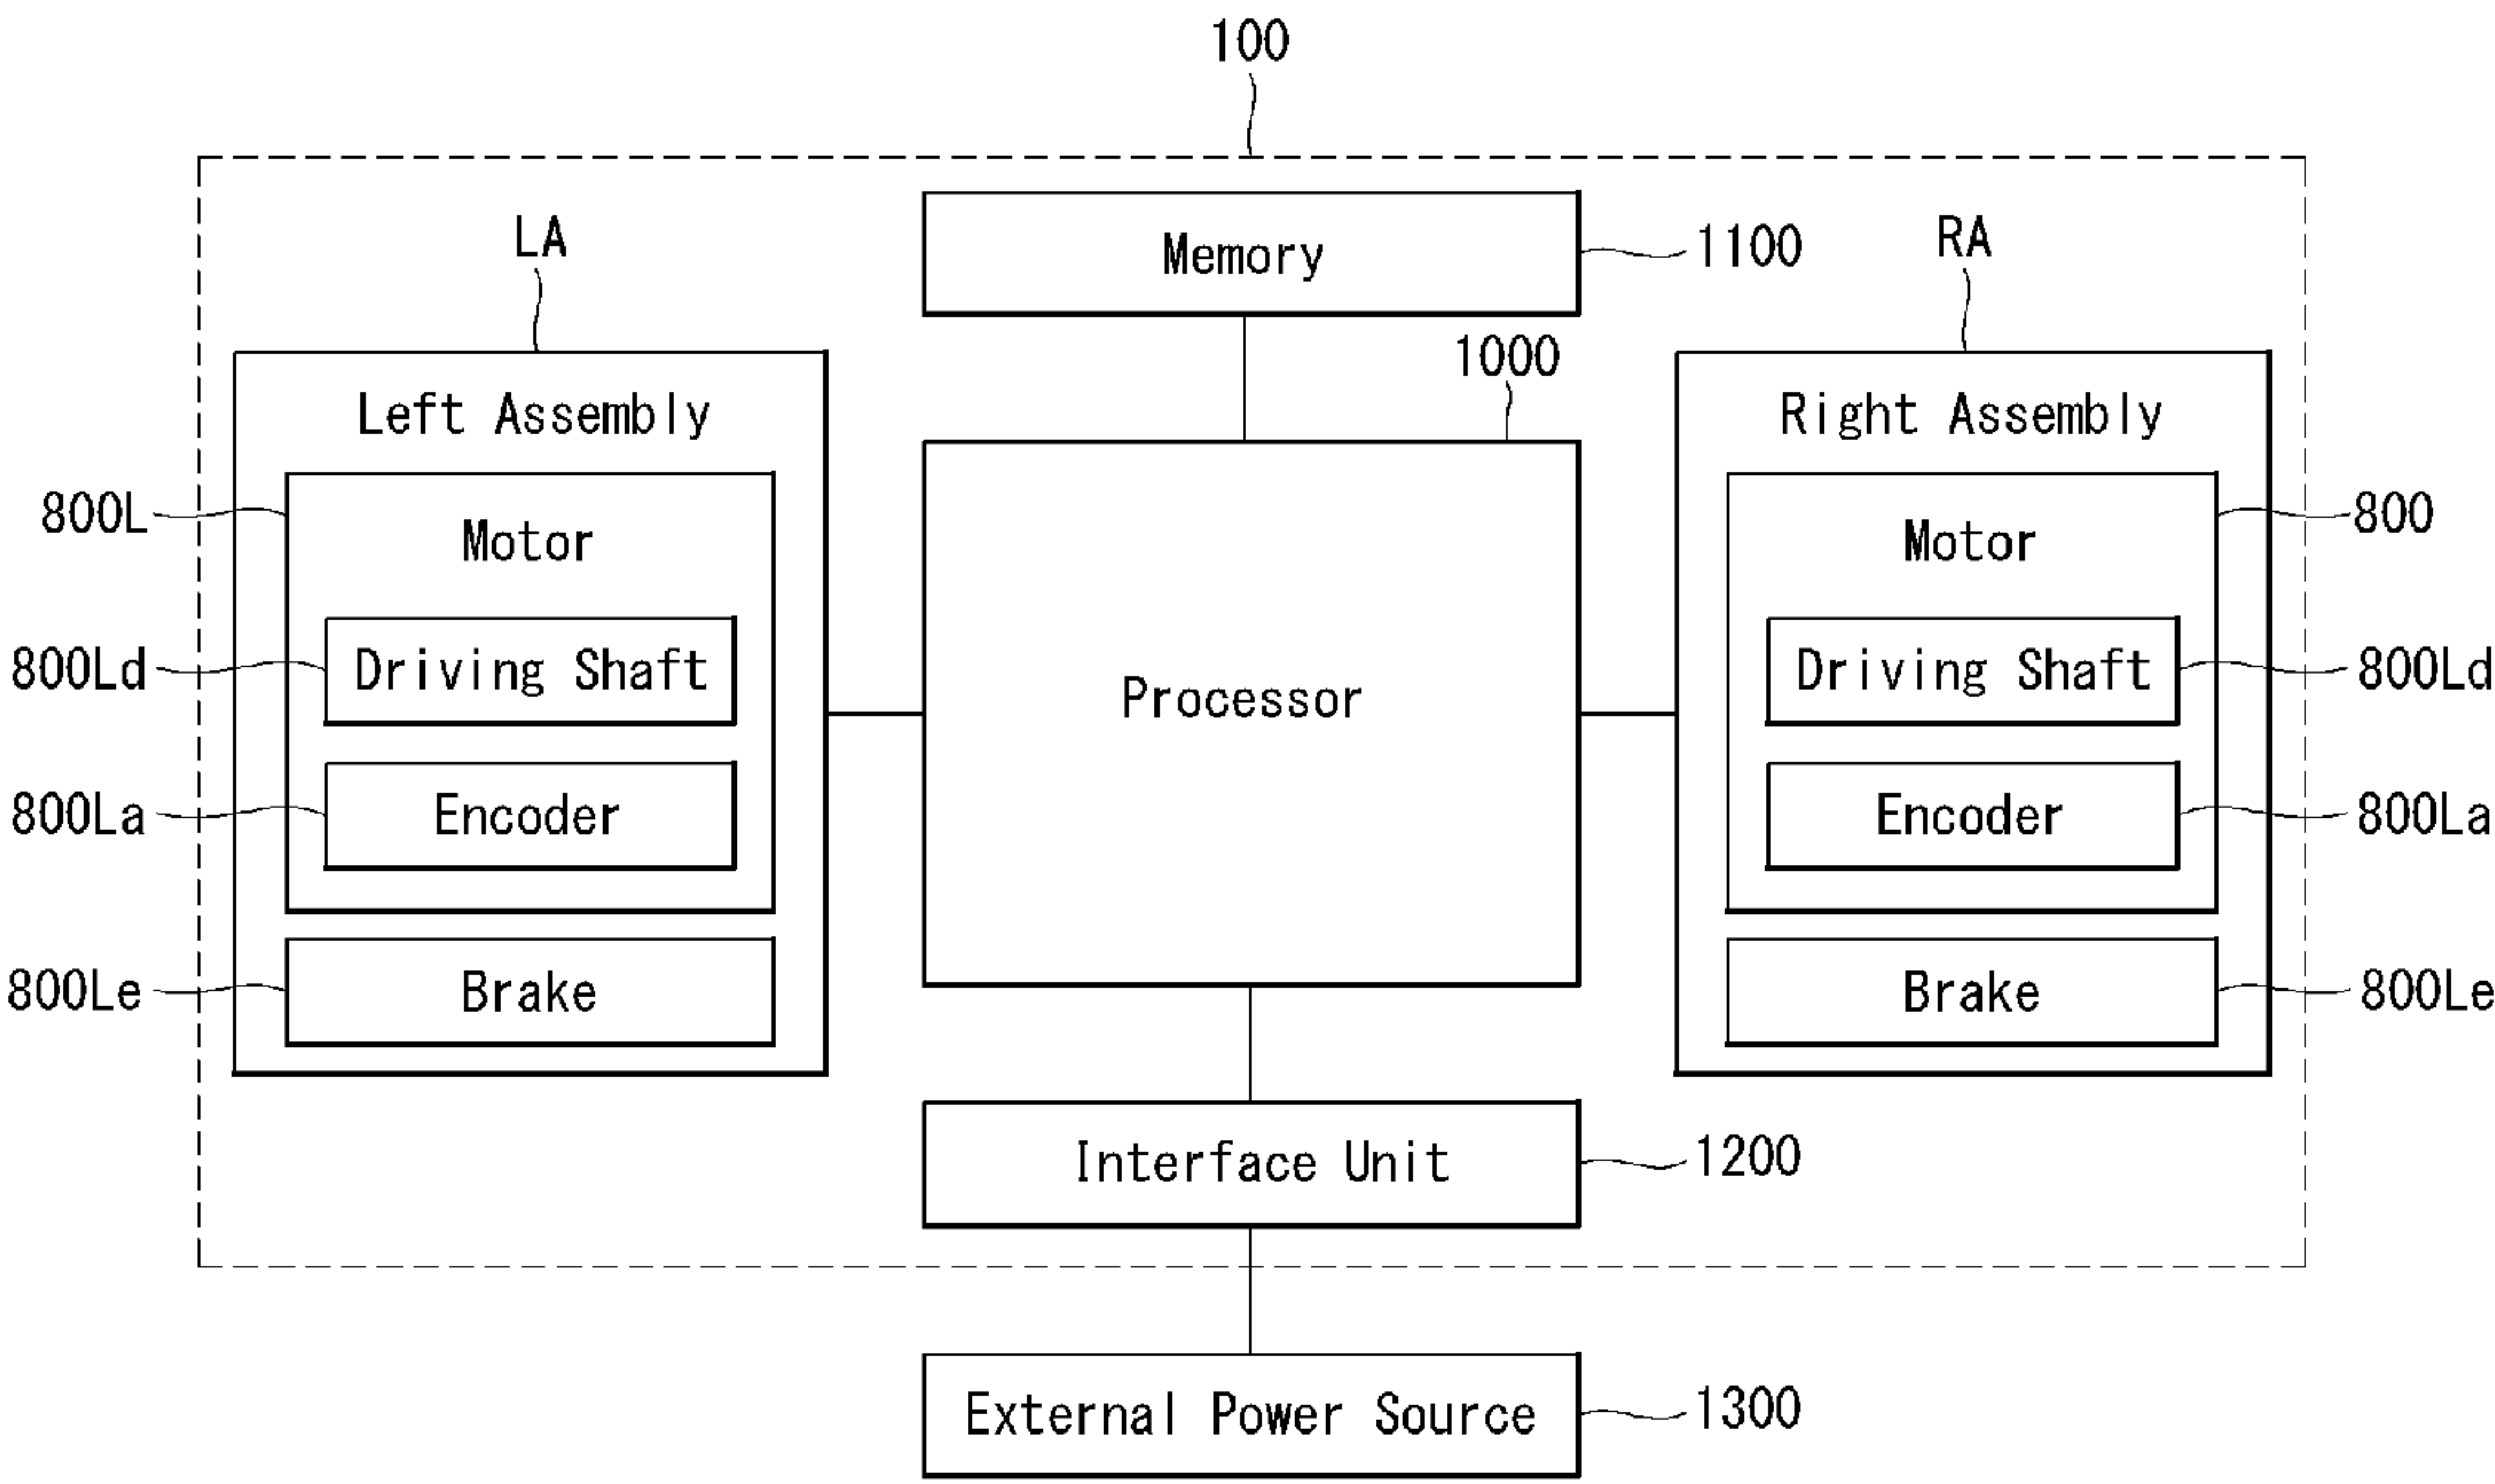 100
LA
Memory
1100
RA
1000
Left Assembly
Right Assembly
800L
Motor
Motor
800
800Ld
Driving Shaft
Processor
Driving Shaft
800Ld
800La
Encoder
Encoder
800La
800Le
Brake
Brake
800Le
Interface Unit
1200
External Power Source
1300